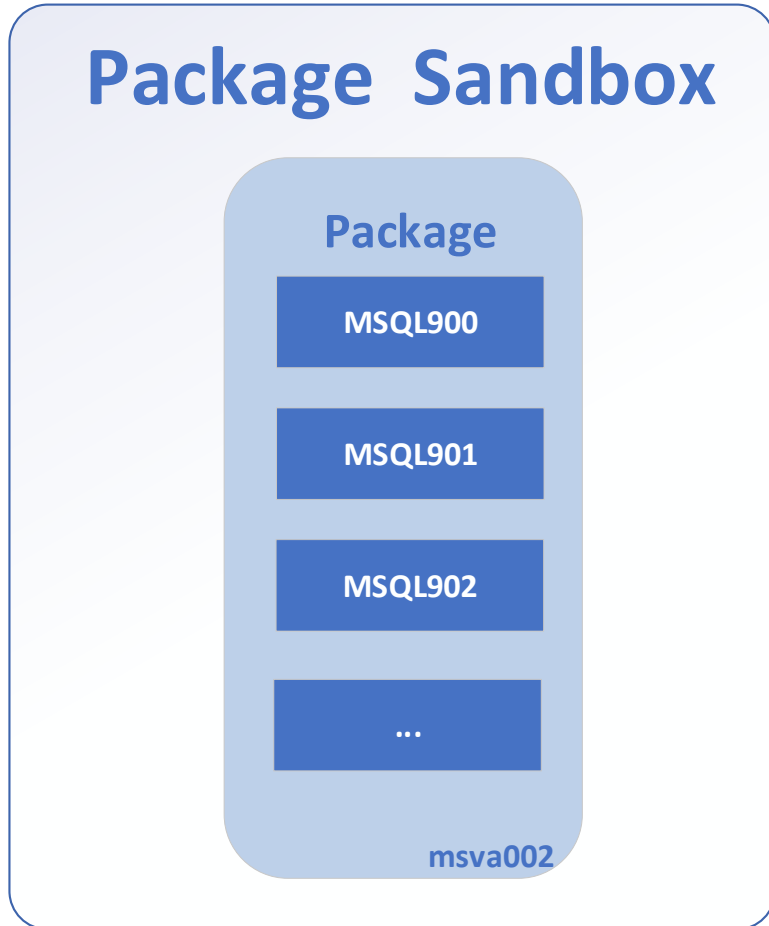 Package Sandbox
Package
MSQL900
MSQL901
MSQL902
...
msva002